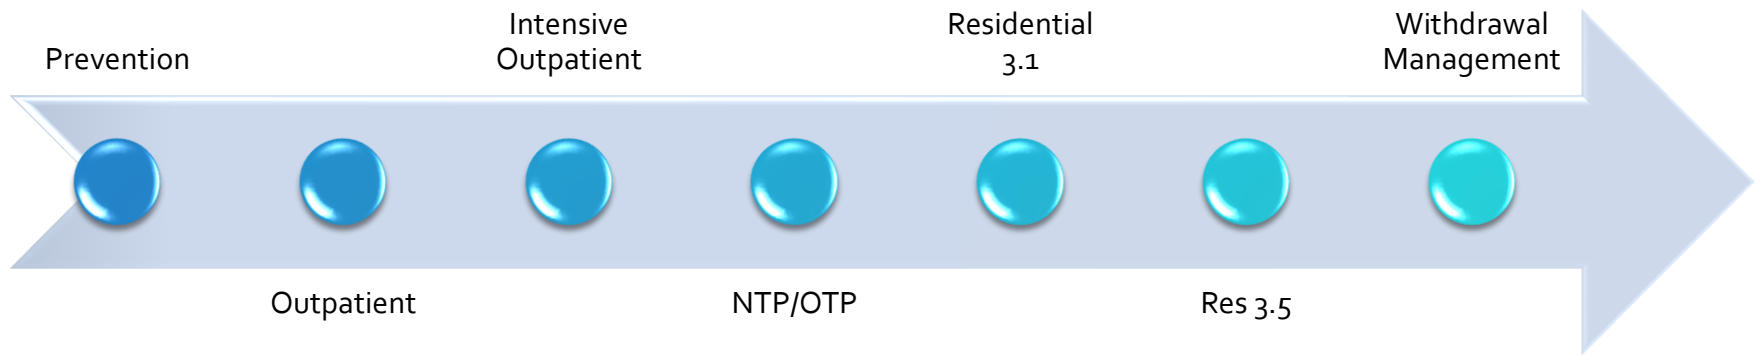 Prevention
Outpatient
Intensive
Outpatient
NTP/OTP
Residential
3.1
Res 3.5
Withdrawal
Management